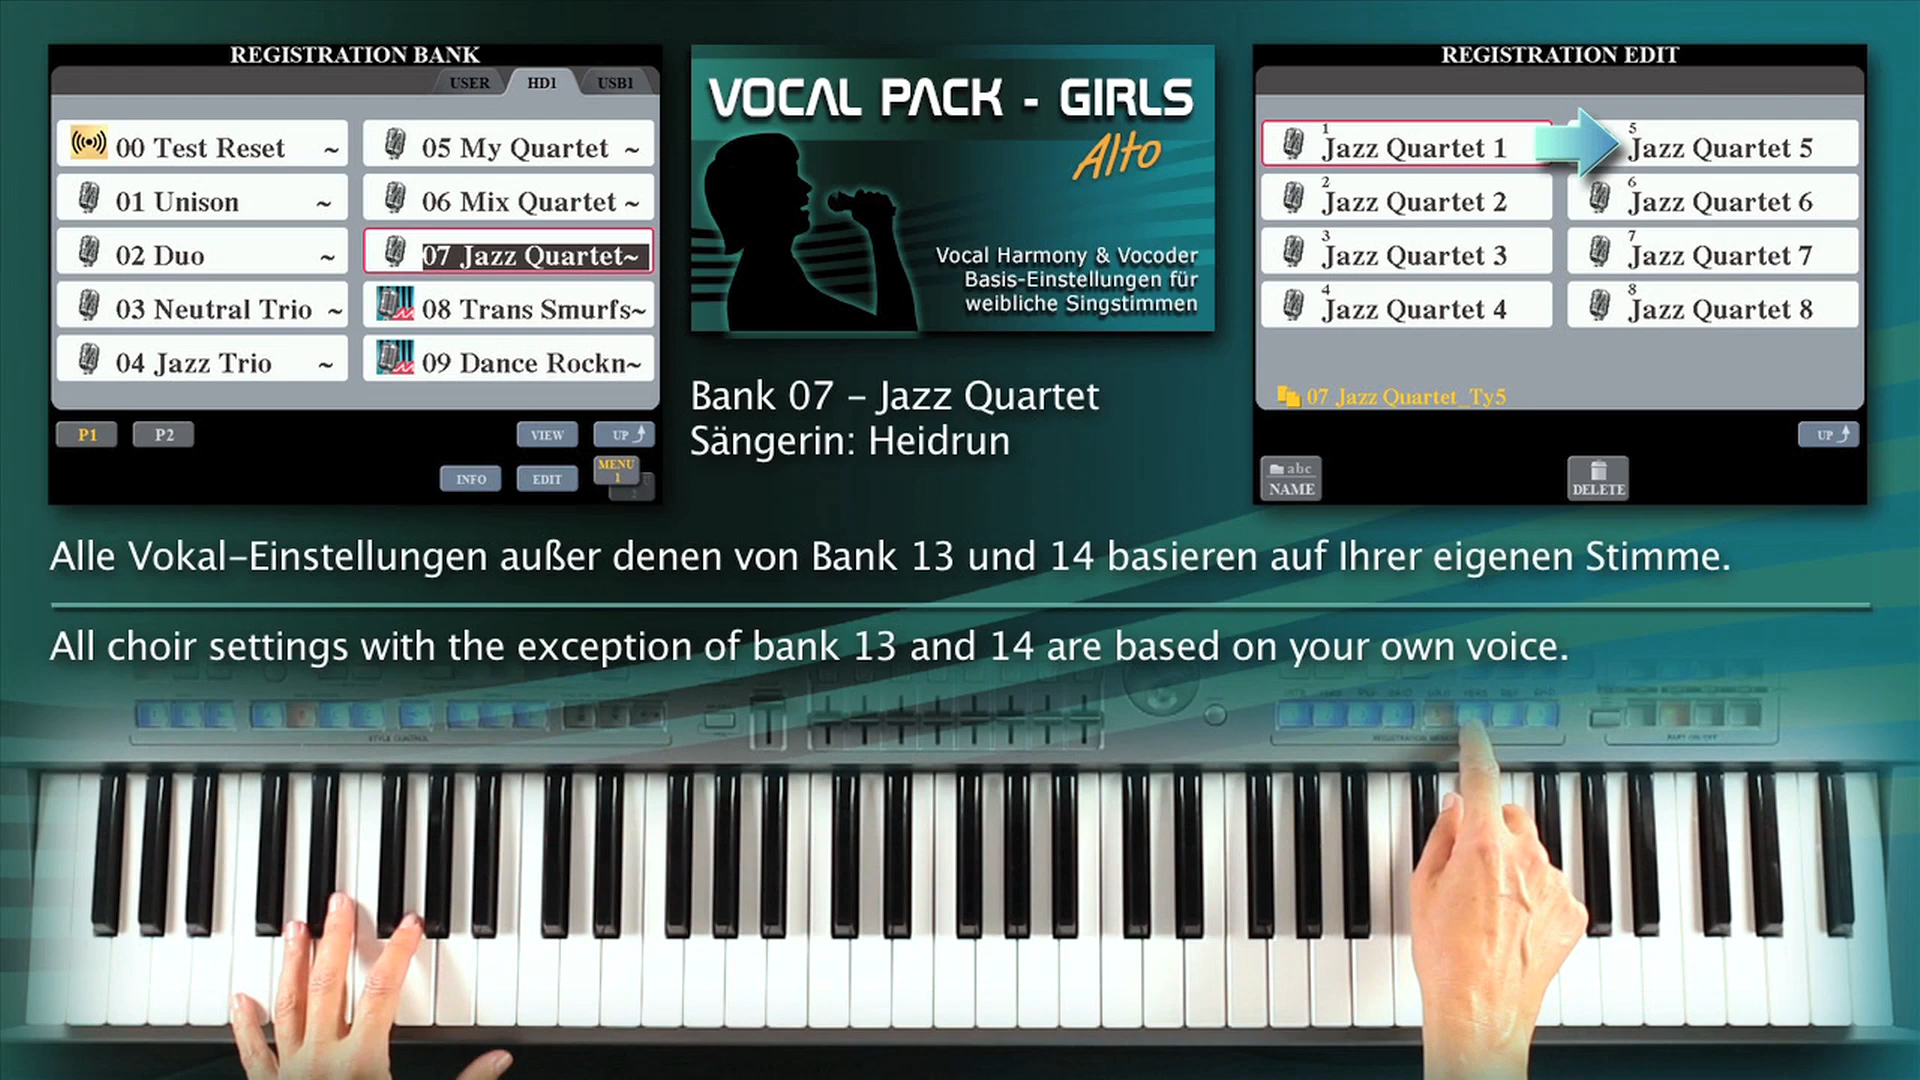 REGISTRATION BANK
USER HD1 USB1
00 Test Reset ~
01 Unison ~
02 Duo ~
03 Neutral Trio ~
04 Jazz Trio ~
05 My Quartet ~
06 Mix Quartet ~
07 Jazz Quartet~
08 Trans Smurfs~
09 Dance Rockn~
P1 P2 VIEW UP
INFO EDIT MENU
1
2
VOCAL PACK - GIRLS
Alto
Vocal Harmony & Vocoder
Basis-Einstellungen für
weibliche Singstimmen
Bank 07 – Jazz Quartet
Sängerin: Heidrun
REGISTRATION EDIT
1
Jazz Quartet 1
2
Jazz Quartet 2
3
Jazz Quartet 3
4
Jazz Quartet 4
5
Jazz Quartet 5
6
Jazz Quartet 6
7
Jazz Quartet 7
8
Jazz Quartet 8
07 Jazz Quartet_Ty5
UP
abc
NAME
DELETE
Alle Vokal-Einstellungen außer denen von Bank 13 und 14 basieren auf Ihrer eigenen Stimme.
All choir settings with the exception of bank 13 and 14 are based on your own voice.
STYLE CONTROL
PART ON/OFF